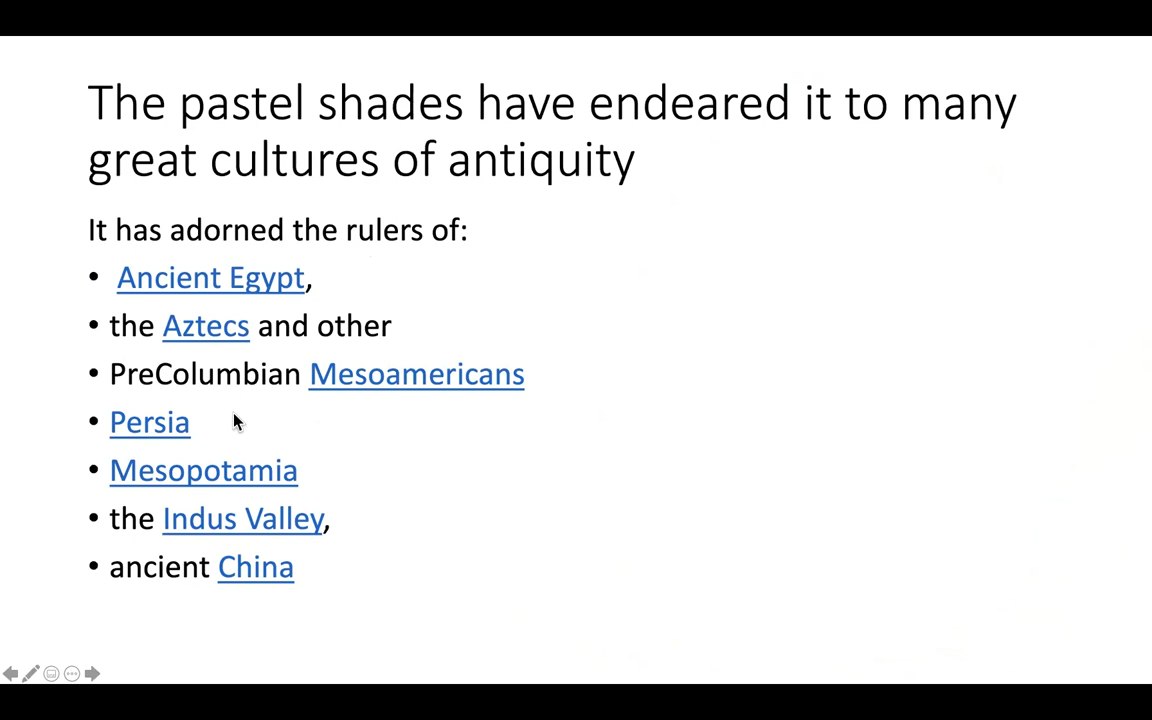 The pastel shades have endeared it to many
great cultures of antiquity
It has adorned the rulers of:
• Ancient Egypt,
• the Aztecs and other
• PreColumbian Mesoamericans
• Persia
• Mesopotamia
• the Indus Valley,
• ancient China